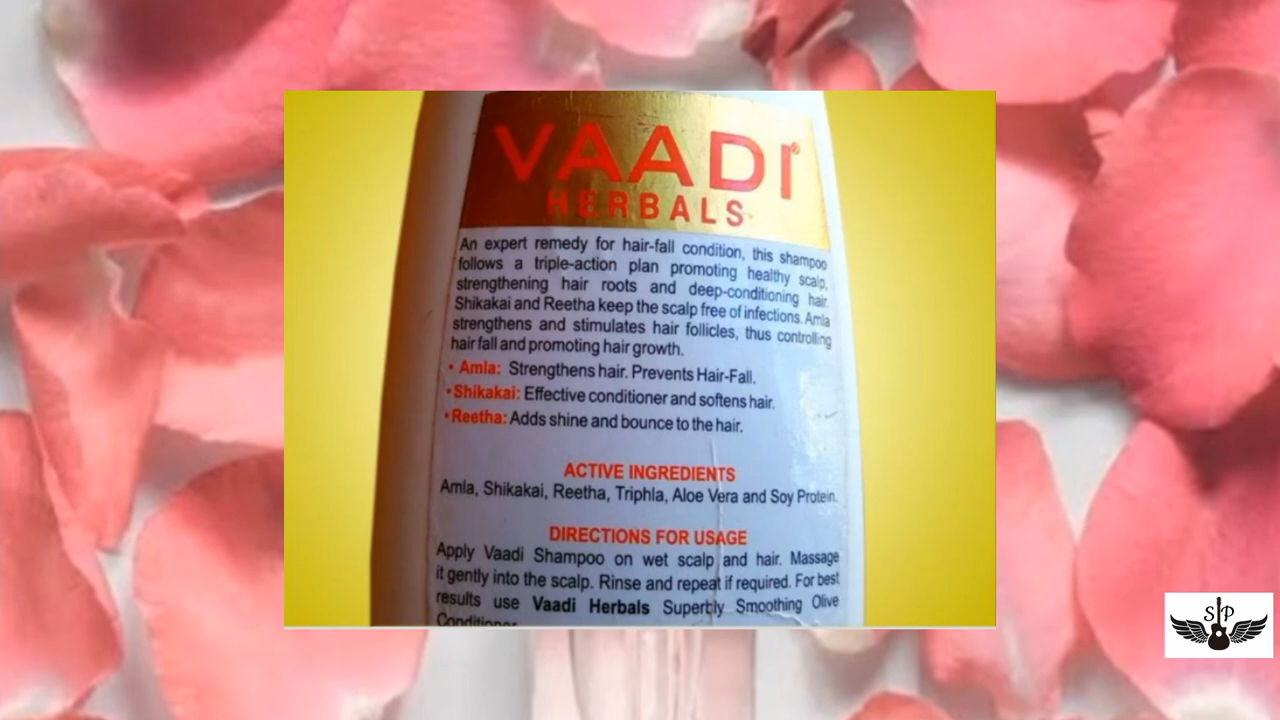 VAADI®
HERBALS
An expert remedy for hair-fall condition, this shampoo
follows a triple-action plan promoting healthy scalp,
strengthening hair roots and deep-conditioning hair.
Shikakai and Reetha keep the scalp free of infections. Amla
strengthens and stimulates hair follicles, thus controlling
hair fall and promoting hair growth.
• Amla: Strengthens hair. Prevents Hair-Fall.
• Shikakai: Effective conditioner and softens hair.
• Reetha: Adds shine and bounce to the hair.
ACTIVE INGREDIENTS
Amla, Shikakai, Reetha, Triphla, Aloe Vera and Soy Protein.
DIRECTIONS FOR USAGE
Apply Vaadi Shampoo on wet scalp and hair. Massage
it gently into the scalp. Rinse and repeat if required. For best
results use Vaadi Herbals Superbly Smoothing Olive
Conditioner
SP